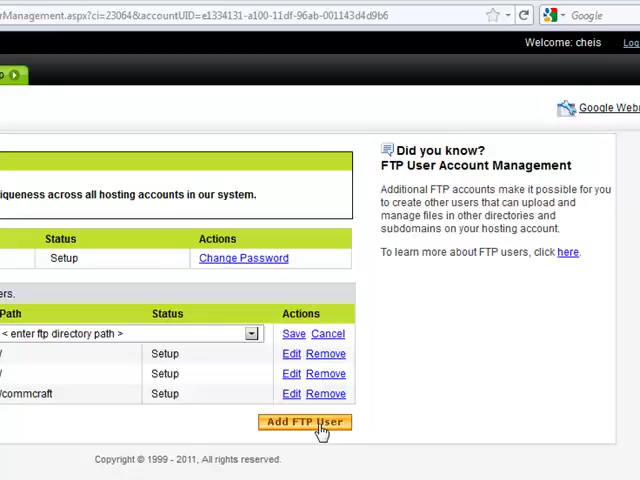 rManagement.aspx?ci=23064&accountUID=e1334131-a100-11df-96ab-001143d4d9b6
Google
Welcome: cheis
Log
p
Google Web
Did you know?
FTP User Account Management
Additional FTP accounts make it possible for you
to create other users that can upload and
manage files in other directories and
subdomains on your hosting account.
To learn more about FTP users, click here.
iqueness across all hosting accounts in our system.
Status Actions
Setup Change Password
ers.
Path Status Actions
< enter ftp directory path > Save Cancel
/ Setup Edit Remove
/ Setup Edit Remove
/commcraft Setup Edit Remove
Add FTP User
Copyright © 1999 - 2011, All rights reserved.